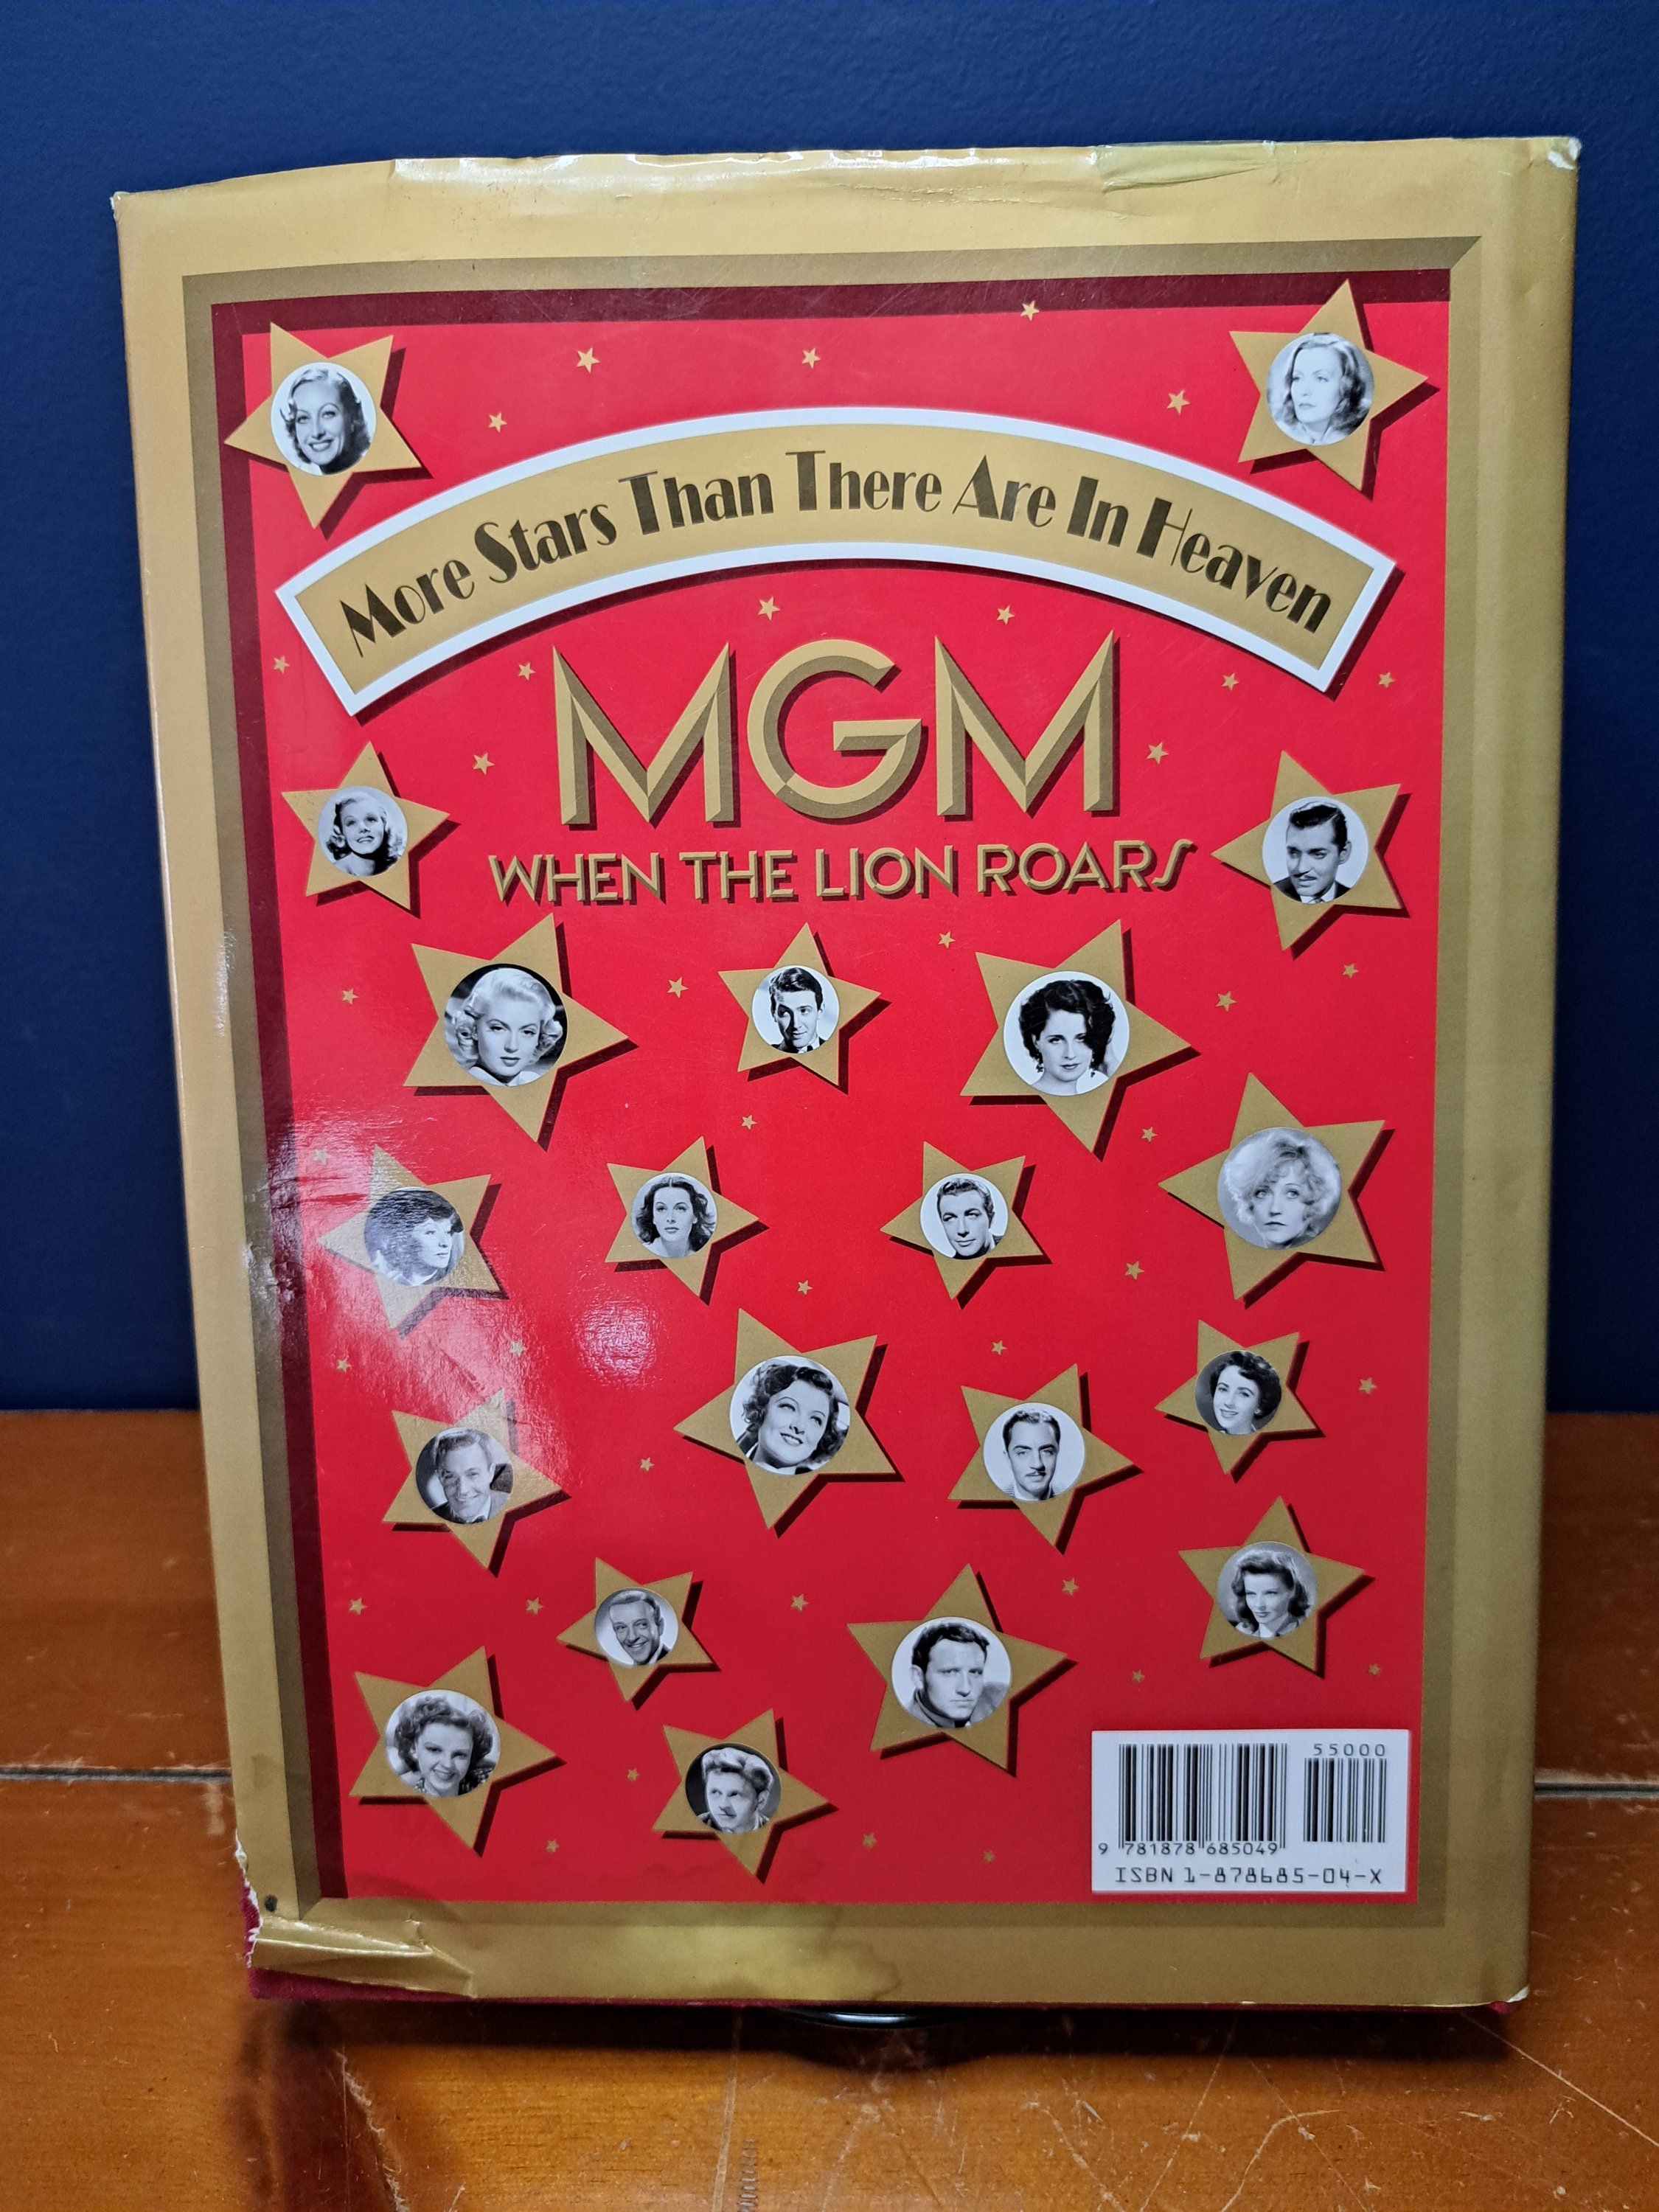 More Stars Than There Are In Heaven
MGM
WHEN THE LION ROARS
55000
9 781878 685049
ISBN 1-878685-04-X